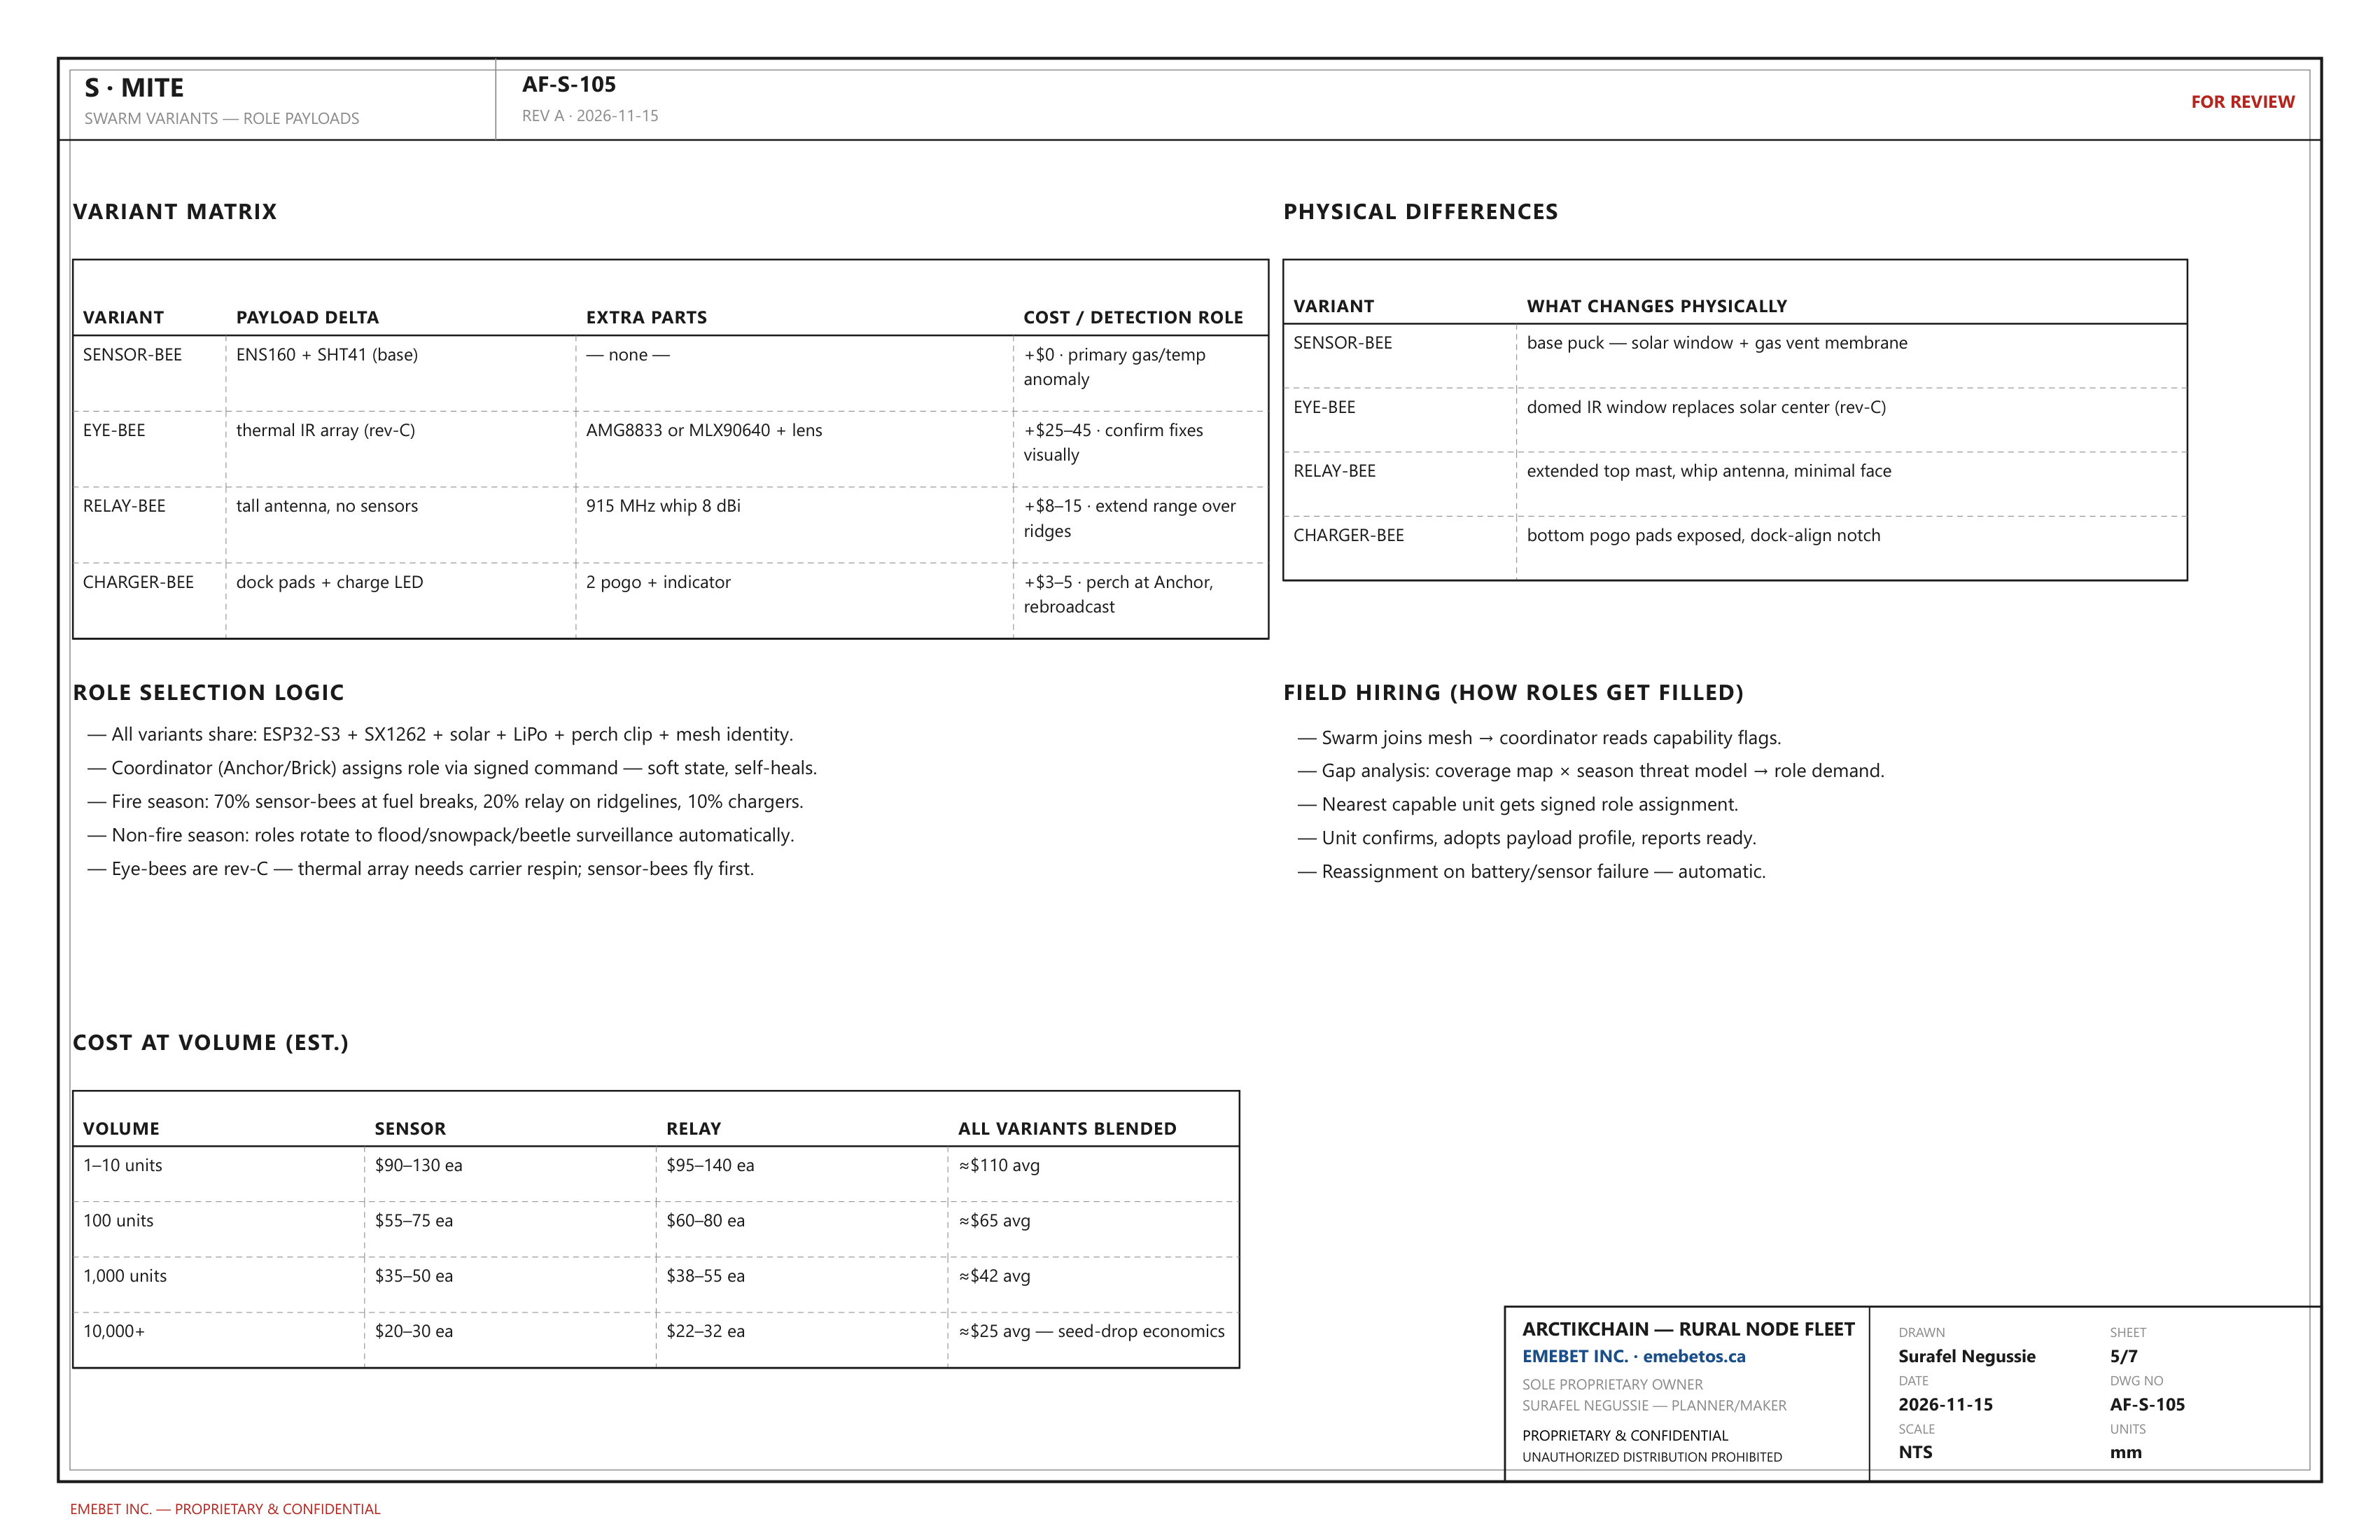 S · MITE
SWARM VARIANTS — ROLE PAYLOADS
AF-S-105
REV A · 2026-11-15
FOR REVIEW
VARIANT MATRIX
VARIANT PAYLOAD DELTA EXTRA PARTS COST / DETECTION ROLE
SENSOR-BEE ENS160 + SHT41 (base) — none — +$0 · primary gas/temp
anomaly
EYE-BEE thermal IR array (rev-C) AMG8833 or MLX90640 + lens +$25–45 · confirm fixes
visually
RELAY-BEE tall antenna, no sensors 915 MHz whip 8 dBi +$8–15 · extend range over
ridges
CHARGER-BEE dock pads + charge LED 2 pogo + indicator +$3–5 · perch at Anchor,
rebroadcast
PHYSICAL DIFFERENCES
VARIANT WHAT CHANGES PHYSICALLY
SENSOR-BEE base puck — solar window + gas vent membrane
EYE-BEE domed IR window replaces solar center (rev-C)
RELAY-BEE extended top mast, whip antenna, minimal face
CHARGER-BEE bottom pogo pads exposed, dock-align notch
ROLE SELECTION LOGIC
— All variants share: ESP32-S3 + SX1262 + solar + LiPo + perch clip + mesh identity.
— Coordinator (Anchor/Brick) assigns role via signed command — soft state, self-heals.
— Fire season: 70% sensor-bees at fuel breaks, 20% relay on ridgelines, 10% chargers.
— Non-fire season: roles rotate to flood/snowpack/beetle surveillance automatically.
— Eye-bees are rev-C — thermal array needs carrier respin; sensor-bees fly first.
FIELD HIRING (HOW ROLES GET FILLED)
— Swarm joins mesh → coordinator reads capability flags.
— Gap analysis: coverage map × season threat model → role demand.
— Nearest capable unit gets signed role assignment.
— Unit confirms, adopts payload profile, reports ready.
— Reassignment on battery/sensor failure — automatic.
COST AT VOLUME (EST.)
VOLUME SENSOR RELAY ALL VARIANTS BLENDED
1–10 units $90–130 ea $95–140 ea ≈$110 avg
100 units $55–75 ea $60–80 ea ≈$65 avg
1,000 units $35–50 ea $38–55 ea ≈$42 avg
10,000+ $20–30 ea $22–32 ea ≈$25 avg — seed-drop economics
ARCTIKCHAIN — RURAL NODE FLEET
EMEBET INC. · emebetos.ca
SOLE PROPRIETARY OWNER
SURAFEL NEGUSSIE — PLANNER/MAKER
PROPRIETARY & CONFIDENTIAL
UNAUTHORIZED DISTRIBUTION PROHIBITED
DRAWN SHEET
Surafel Negussie 5/7
DATE DWG NO
2026-11-15 AF-S-105
SCALE UNITS
NTS mm
EMEBET INC. — PROPRIETARY & CONFIDENTIAL